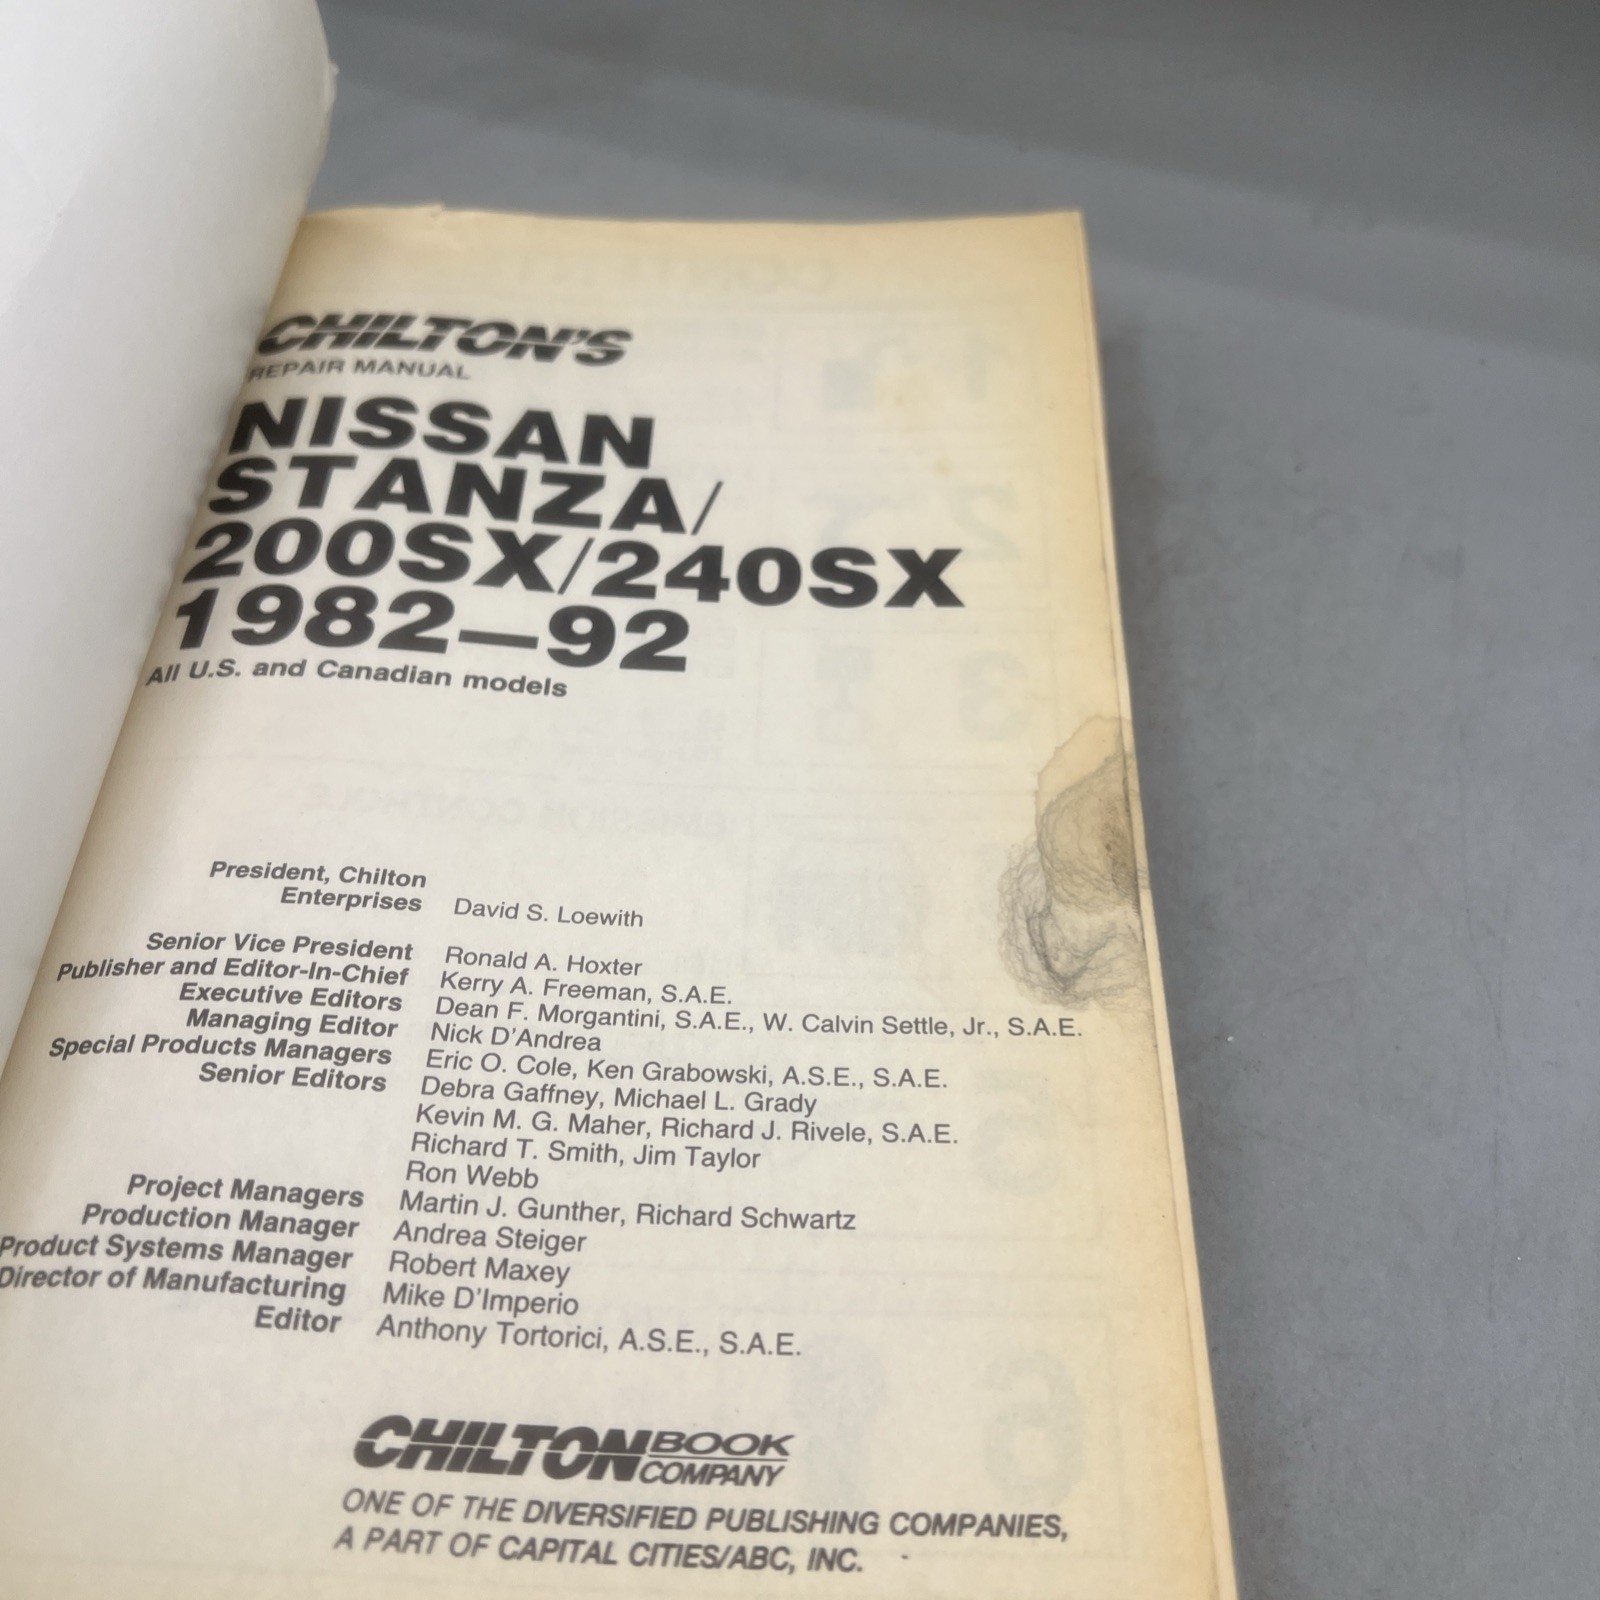 CHILTON'S
REPAIR MANUAL
NISSAN
STANZA/
200SX/240SX
1982—92
All U.S. and Canadian models
President, Chilton
Enterprises David S. Loewith
Senior Vice President Ronald A. Hoxter
Publisher and Editor-In-Chief Kerry A. Freeman, S.A.E.
Executive Editors Dean F. Morgantini, S.A.E., W. Calvin Settle, Jr., S.A.E.
Managing Editor Nick D'Andrea
Special Products Managers Eric O. Cole, Ken Grabowski, A.S.E., S.A.E.
Senior Editors Debra Gaffney, Michael L. Grady
Kevin M. G. Maher, Richard J. Rivele, S.A.E.
Richard T. Smith, Jim Taylor
Ron Webb
Project Managers Martin J. Gunther, Richard Schwartz
Production Manager Andrea Steiger
Product Systems Manager Robert Maxey
Director of Manufacturing Mike D'Imperio
Editor Anthony Tortorici, A.S.E., S.A.E.
CHILTON BOOK
COMPANY
ONE OF THE DIVERSIFIED PUBLISHING COMPANIES,
A PART OF CAPITAL CITIES/ABC, INC.